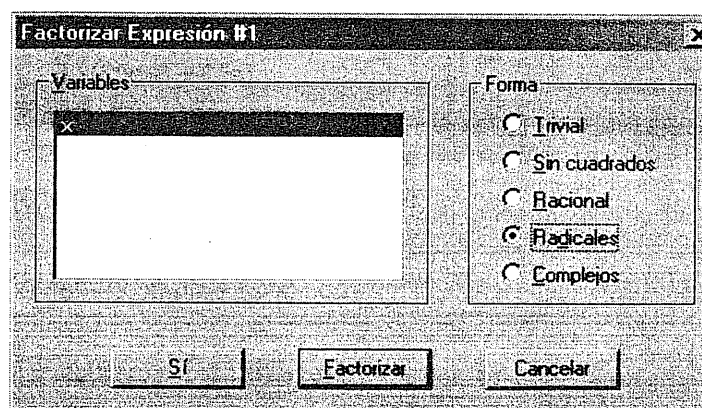 Factorizar Expresión #1
Variables
x
Forma
Trivial
Sin cuadrados
Racional
Radicales
Complejos
Sí
Factorizar
Cancelar